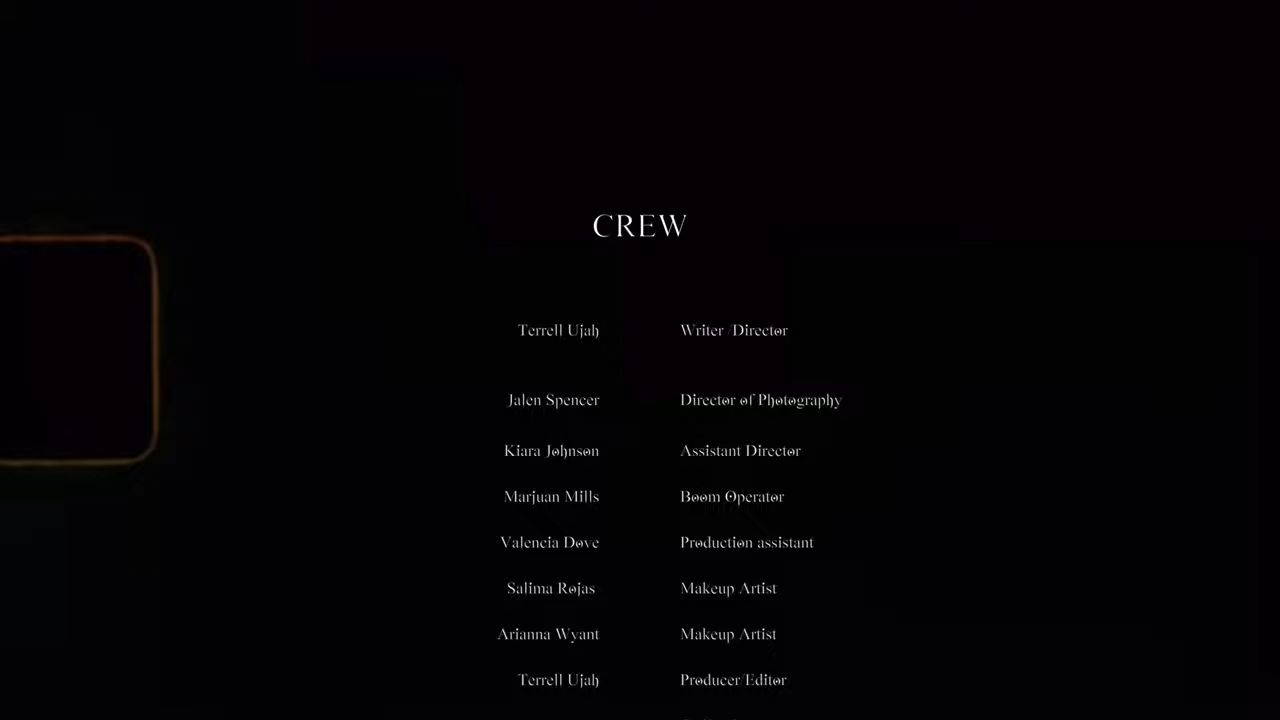 CREW
Terrell Ujah Writer/Director
Jalen Spencer Director of Photography
Kiara Johnson Assistant Director
Marjuan Mills Boom Operator
Valencia Dove Production assistant
Salima Rojas Makeup Artist
Arianna Wyant Makeup Artist
Terrell Ujah Producer/Editor